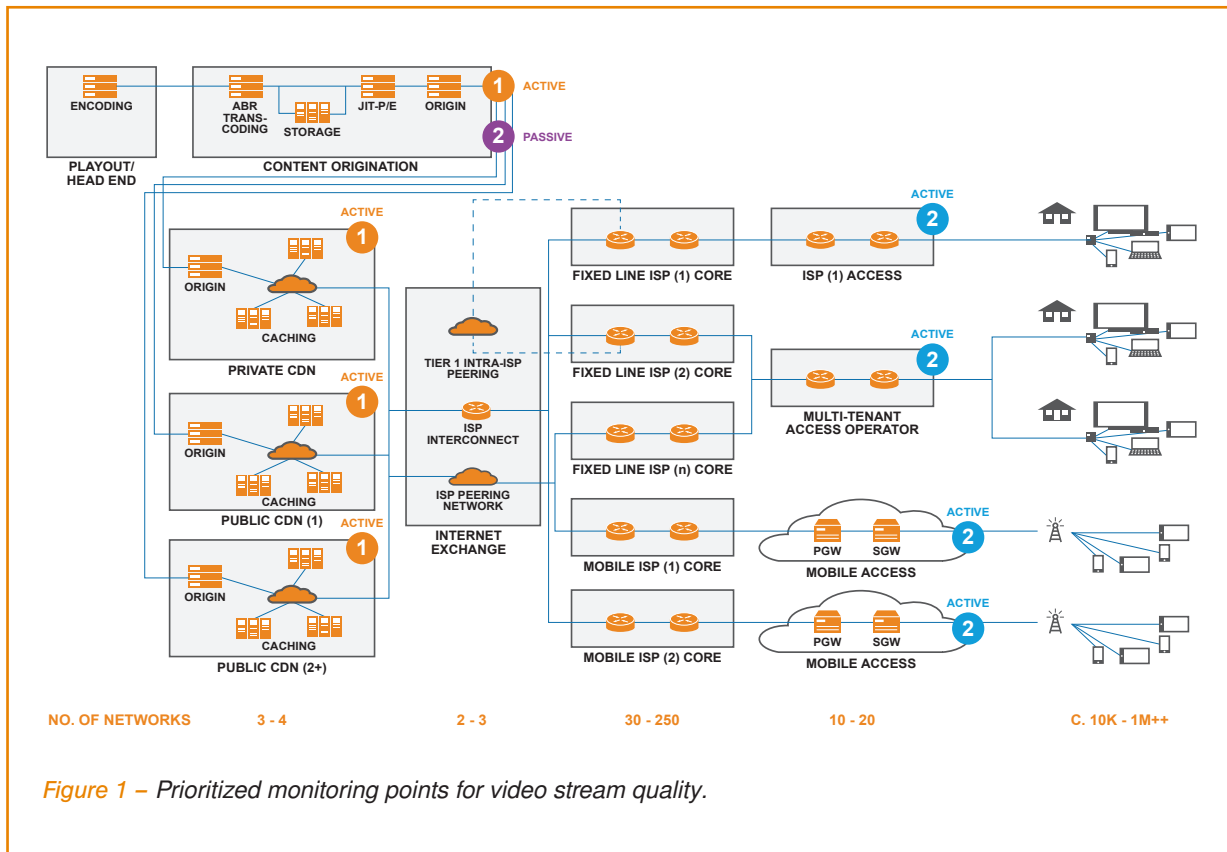 ENCODING
PLAYOUT/
HEAD END
ABR
TRANS-
CODING
STORAGE
JIT-P/E
ORIGIN
CONTENT ORIGINATION
1
ACTIVE
2
PASSIVE
ACTIVE
1
ORIGIN
CACHING
PRIVATE CDN
ACTIVE
1
ORIGIN
CACHING
PUBLIC CDN (1)
ACTIVE
1
ORIGIN
CACHING
PUBLIC CDN (2+)
TIER 1 INTRA-ISP
PEERING
ISP
INTERCONNECT
ISP PEERING
NETWORK
INTERNET
EXCHANGE
FIXED LINE ISP (1) CORE
FIXED LINE ISP (2) CORE
FIXED LINE ISP (n) CORE
MOBILE ISP (1) CORE
MOBILE ISP (2) CORE
ACTIVE
2
ISP (1) ACCESS
ACTIVE
2
MULTI-TENANT
ACCESS OPERATOR
ACTIVE
2
PGW
SGW
MOBILE ACCESS
ACTIVE
2
PGW
SGW
MOBILE ACCESS
NO. OF NETWORKS 3 - 4 2 - 3 30 - 250 10 - 20 C. 10K - 1M++
Figure 1 – Prioritized monitoring points for video stream quality.